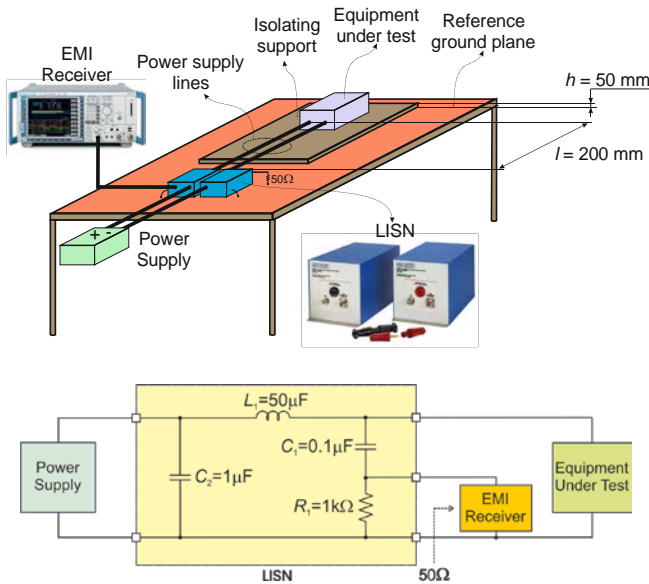 EMI
Receiver
Power supply
lines
Isolating
support
Equipment
under test
Reference
ground plane
h = 50 mm
l = 200 mm
50Ω
LISN
+ -
Power
Supply
L₁=50μF
C₁=0.1μF
C₂=1μF
R₁=1kΩ
Power
Supply
EMI
Receiver
Equipment
Under Test
LISN
50Ω